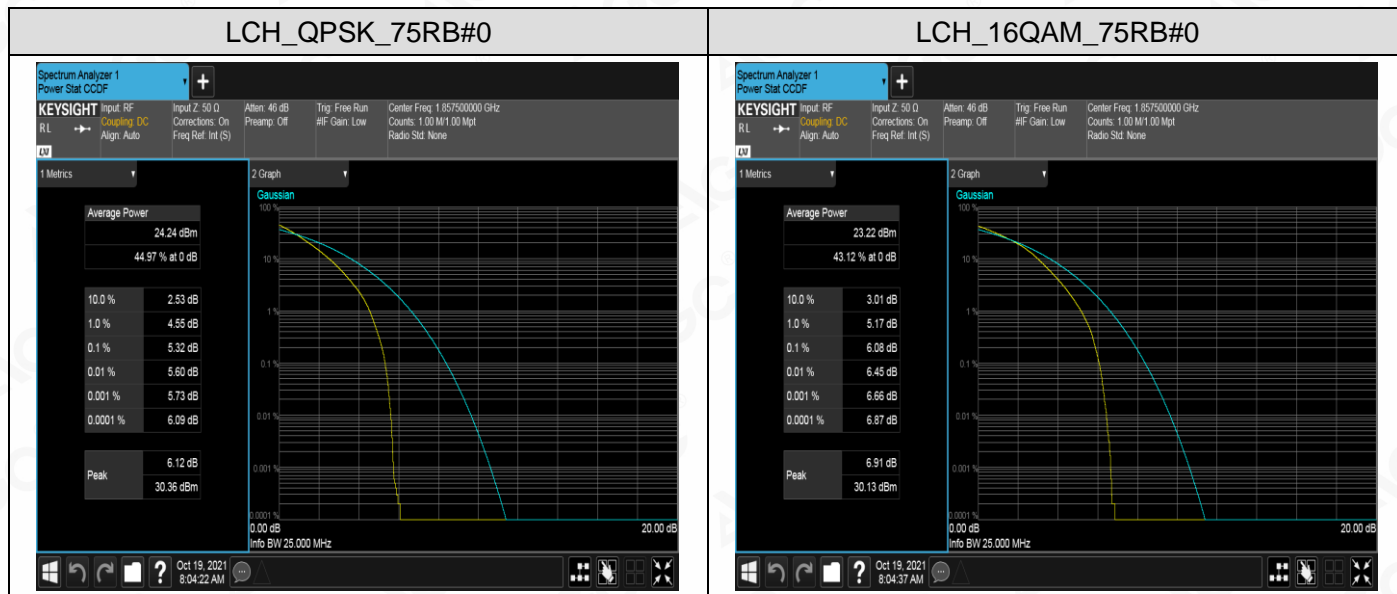 LCH_QPSK_75RB#0
Spectrum Analyzer 1
Power Stat CCDF
KEYSIGHT
RL
LXI
Input: RF
Coupling: DC
Align: Auto
Input Z: 50 Ω
Corrections: On
Freq Ref: Int (S)
Atten: 46 dB
Preamp: Off
Trig: Free Run
#IF Gain: Low
Center Freq: 1.857500000 GHz
Counts: 1.00 M/1.00 Mpt
Radio Std: None
1 Metrics
Average Power
24.24 dBm
44.97 % at 0 dB
10.0 % 2.53 dB
1.0 % 4.55 dB
0.1 % 5.32 dB
0.01 % 5.60 dB
0.001 % 5.73 dB
0.0001 % 6.09 dB
Peak
6.12 dB
30.36 dBm
2 Graph
Gaussian
100 %
10 %
1 %
0.1 %
0.01 %
0.001 %
0.0001 %
0.00 dB
20.00 dB
Info BW 25.000 MHz
Oct 19, 2021
8:04:22 AM
LCH_16QAM_75RB#0
Spectrum Analyzer 1
Power Stat CCDF
KEYSIGHT
RL
LXI
Input: RF
Coupling: DC
Align: Auto
Input Z: 50 Ω
Corrections: On
Freq Ref: Int (S)
Atten: 46 dB
Preamp: Off
Trig: Free Run
#IF Gain: Low
Center Freq: 1.857500000 GHz
Counts: 1.00 M/1.00 Mpt
Radio Std: None
1 Metrics
Average Power
23.22 dBm
43.12 % at 0 dB
10.0 % 3.01 dB
1.0 % 5.17 dB
0.1 % 6.08 dB
0.01 % 6.45 dB
0.001 % 6.66 dB
0.0001 % 6.87 dB
Peak
6.91 dB
30.13 dBm
2 Graph
Gaussian
100 %
10 %
1 %
0.1 %
0.01 %
0.001 %
0.0001 %
0.00 dB
20.00 dB
Info BW 25.000 MHz
Oct 19, 2021
8:04:37 AM